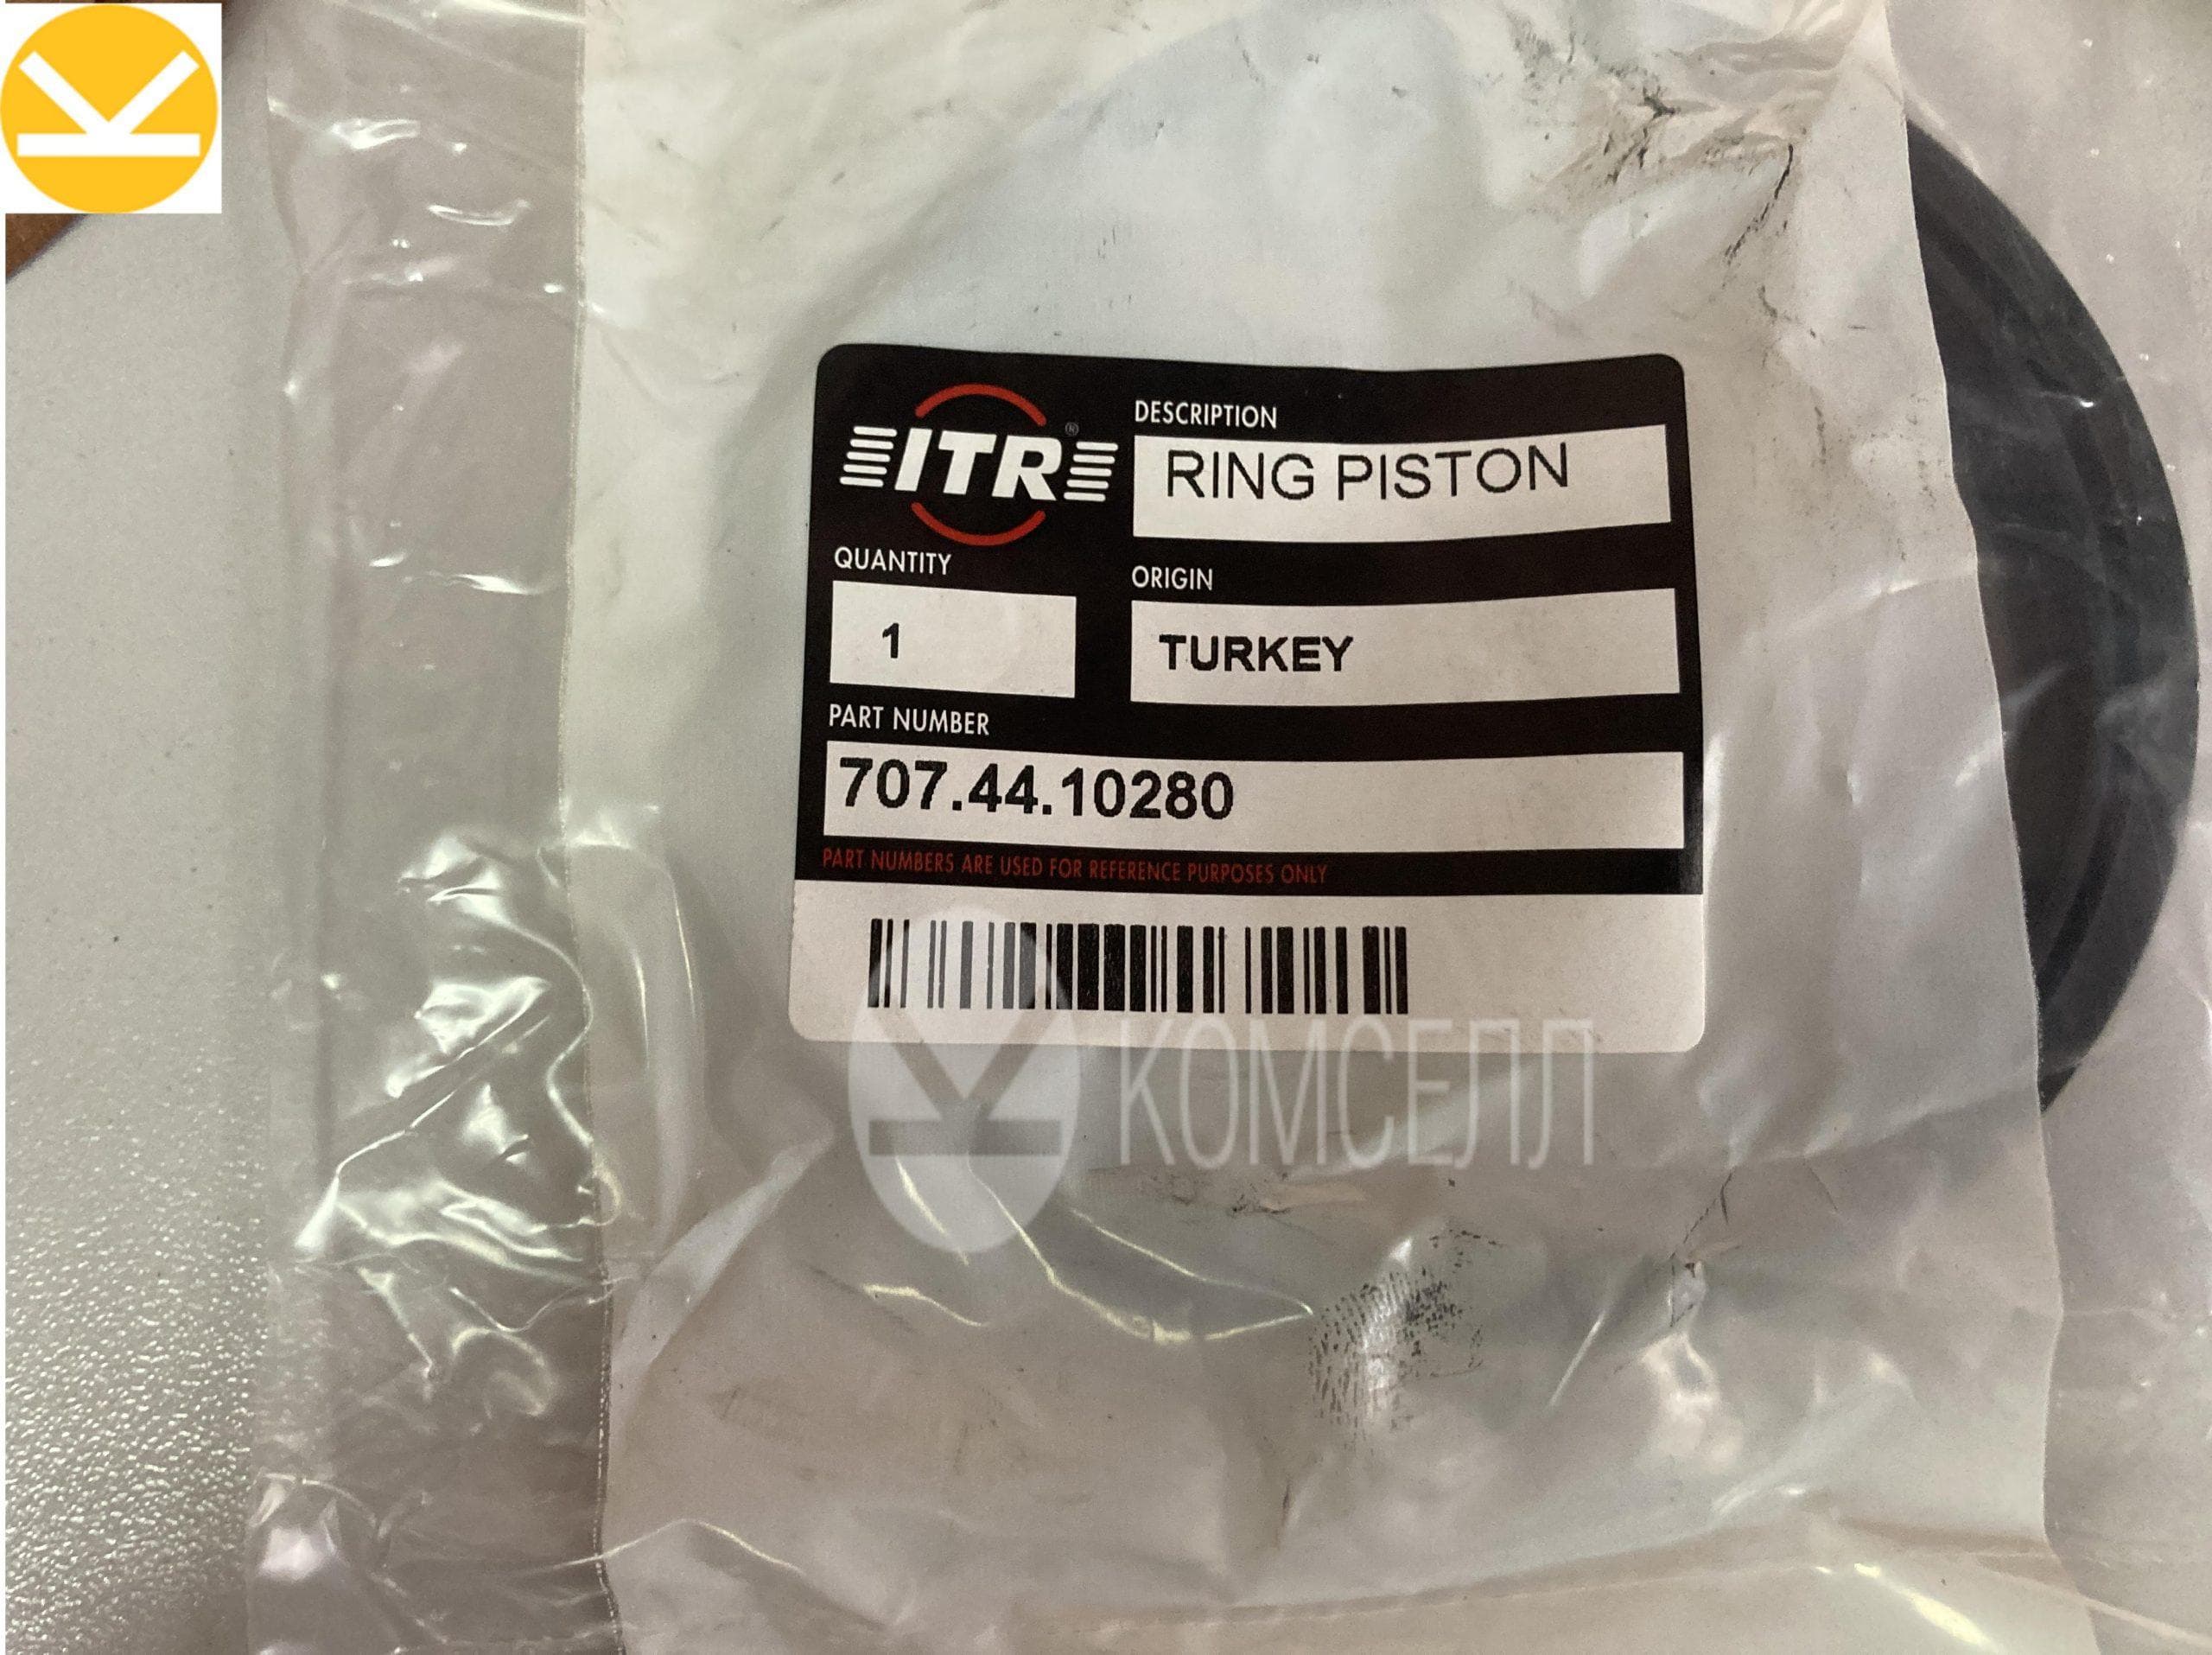 ITR®
DESCRIPTION
RING PISTON
QUANTITY
1
ORIGIN
TURKEY
PART NUMBER
707.44.10280
PART NUMBERS ARE USED FOR REFERENCE PURPOSES ONLY
КОМСЕЛЛ